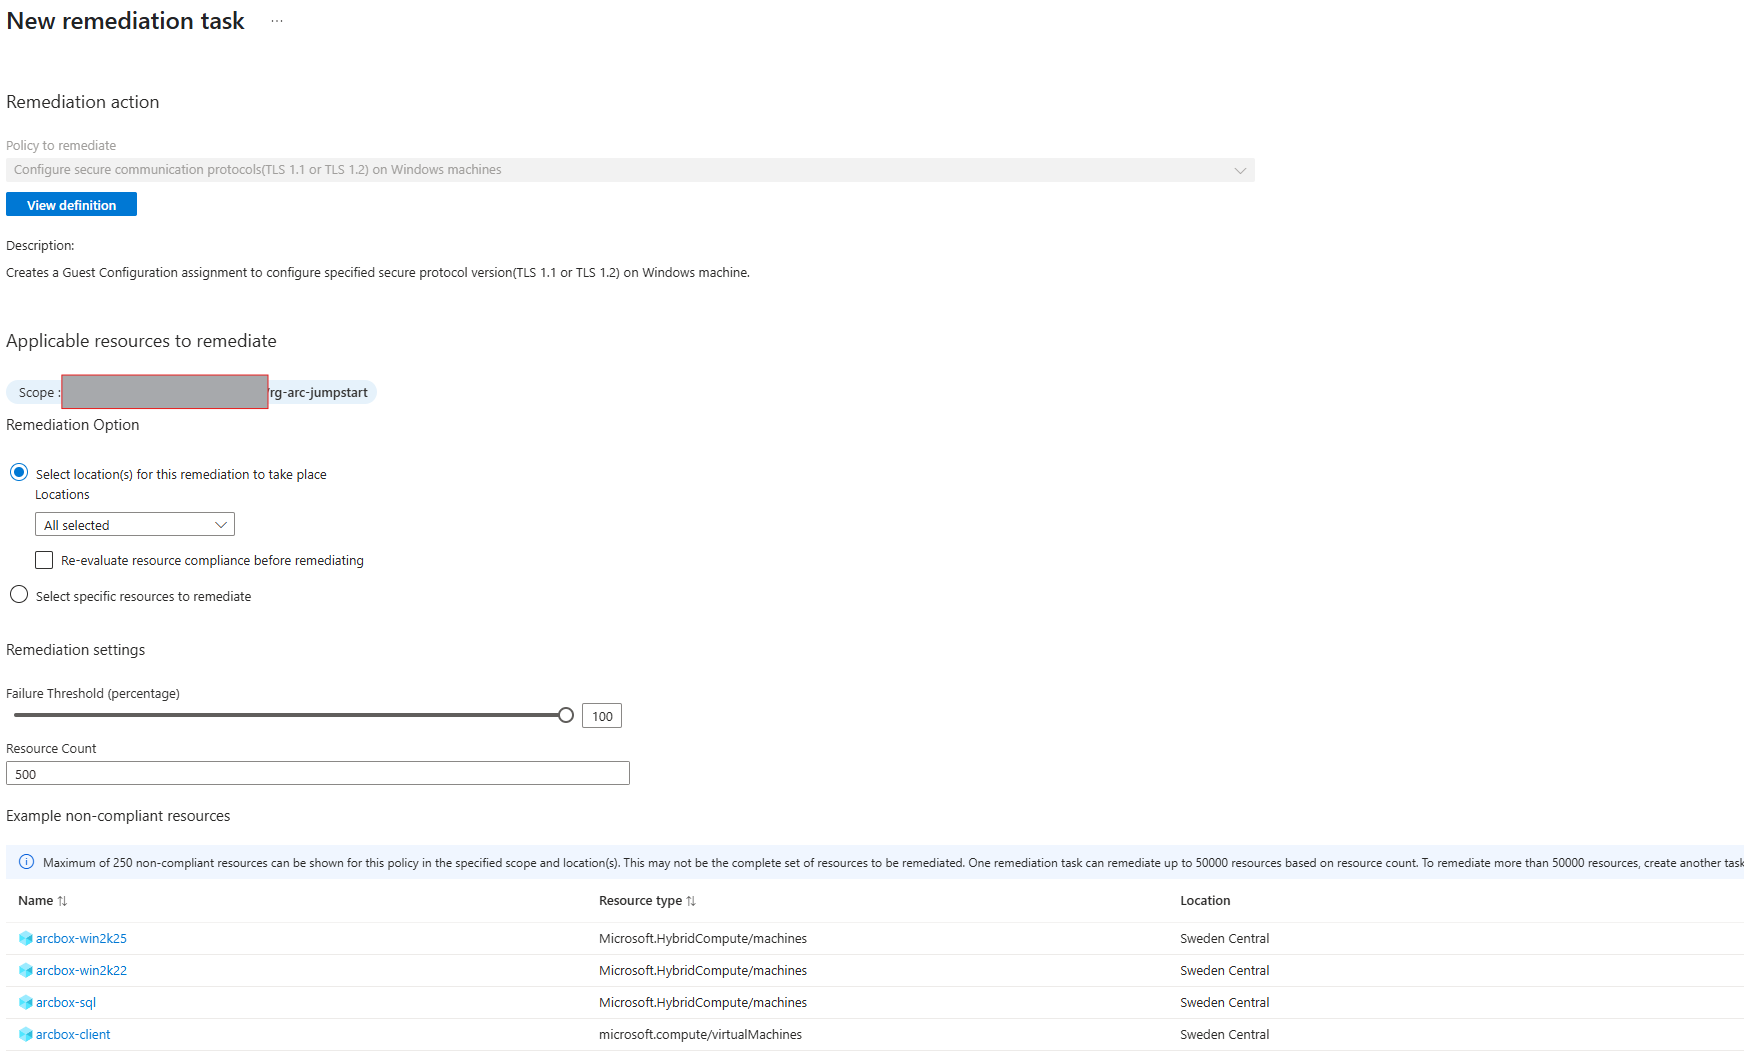 New remediation task ...
Remediation action
Policy to remediate
Configure secure communication protocols(TLS 1.1 or TLS 1.2) on Windows machines
View definition
Description:
Creates a Guest Configuration assignment to configure specified secure protocol version(TLS 1.1 or TLS 1.2) on Windows machine.
Applicable resources to remediate
Scope : /rg-arc-jumpstart
Remediation Option
Select location(s) for this remediation to take place
Locations
All selected
Re-evaluate resource compliance before remediating
Select specific resources to remediate
Remediation settings
Failure Threshold (percentage)
100
Resource Count
500
Example non-compliant resources
Maximum of 250 non-compliant resources can be shown for this policy in the specified scope and location(s). This may not be the complete set of resources to be remediated. One remediation task can remediate up to 50000 resources based on resource count. To remediate more than 50000 resources, create another task
Name Resource type Location
arcbox-win2k25 Microsoft.HybridCompute/machines Sweden Central
arcbox-win2k22 Microsoft.HybridCompute/machines Sweden Central
arcbox-sql Microsoft.HybridCompute/machines Sweden Central
arcbox-client microsoft.compute/virtualMachines Sweden Central